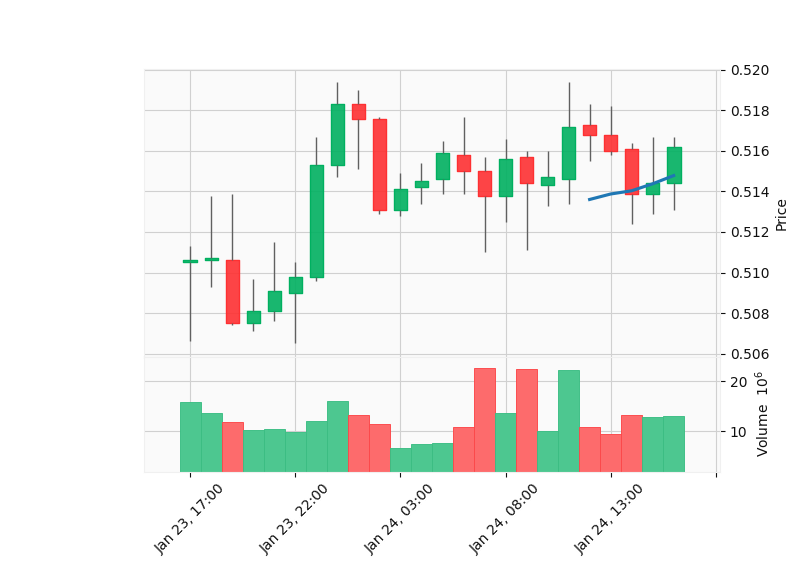 0.520
0.518
0.516
0.514
0.512
0.510
0.508
0.506
Price
20
10
Volume 10^6
Jan 23, 17:00
Jan 23, 22:00
Jan 24, 03:00
Jan 24, 08:00
Jan 24, 13:00